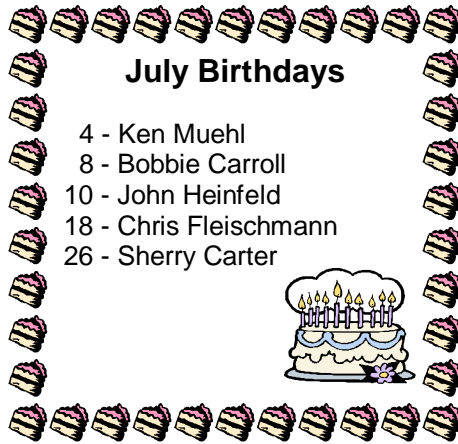 July Birthdays
4 - Ken Muehl
8 - Bobbie Carroll
10 - John Heinfeld
18 - Chris Fleischmann
26 - Sherry Carter